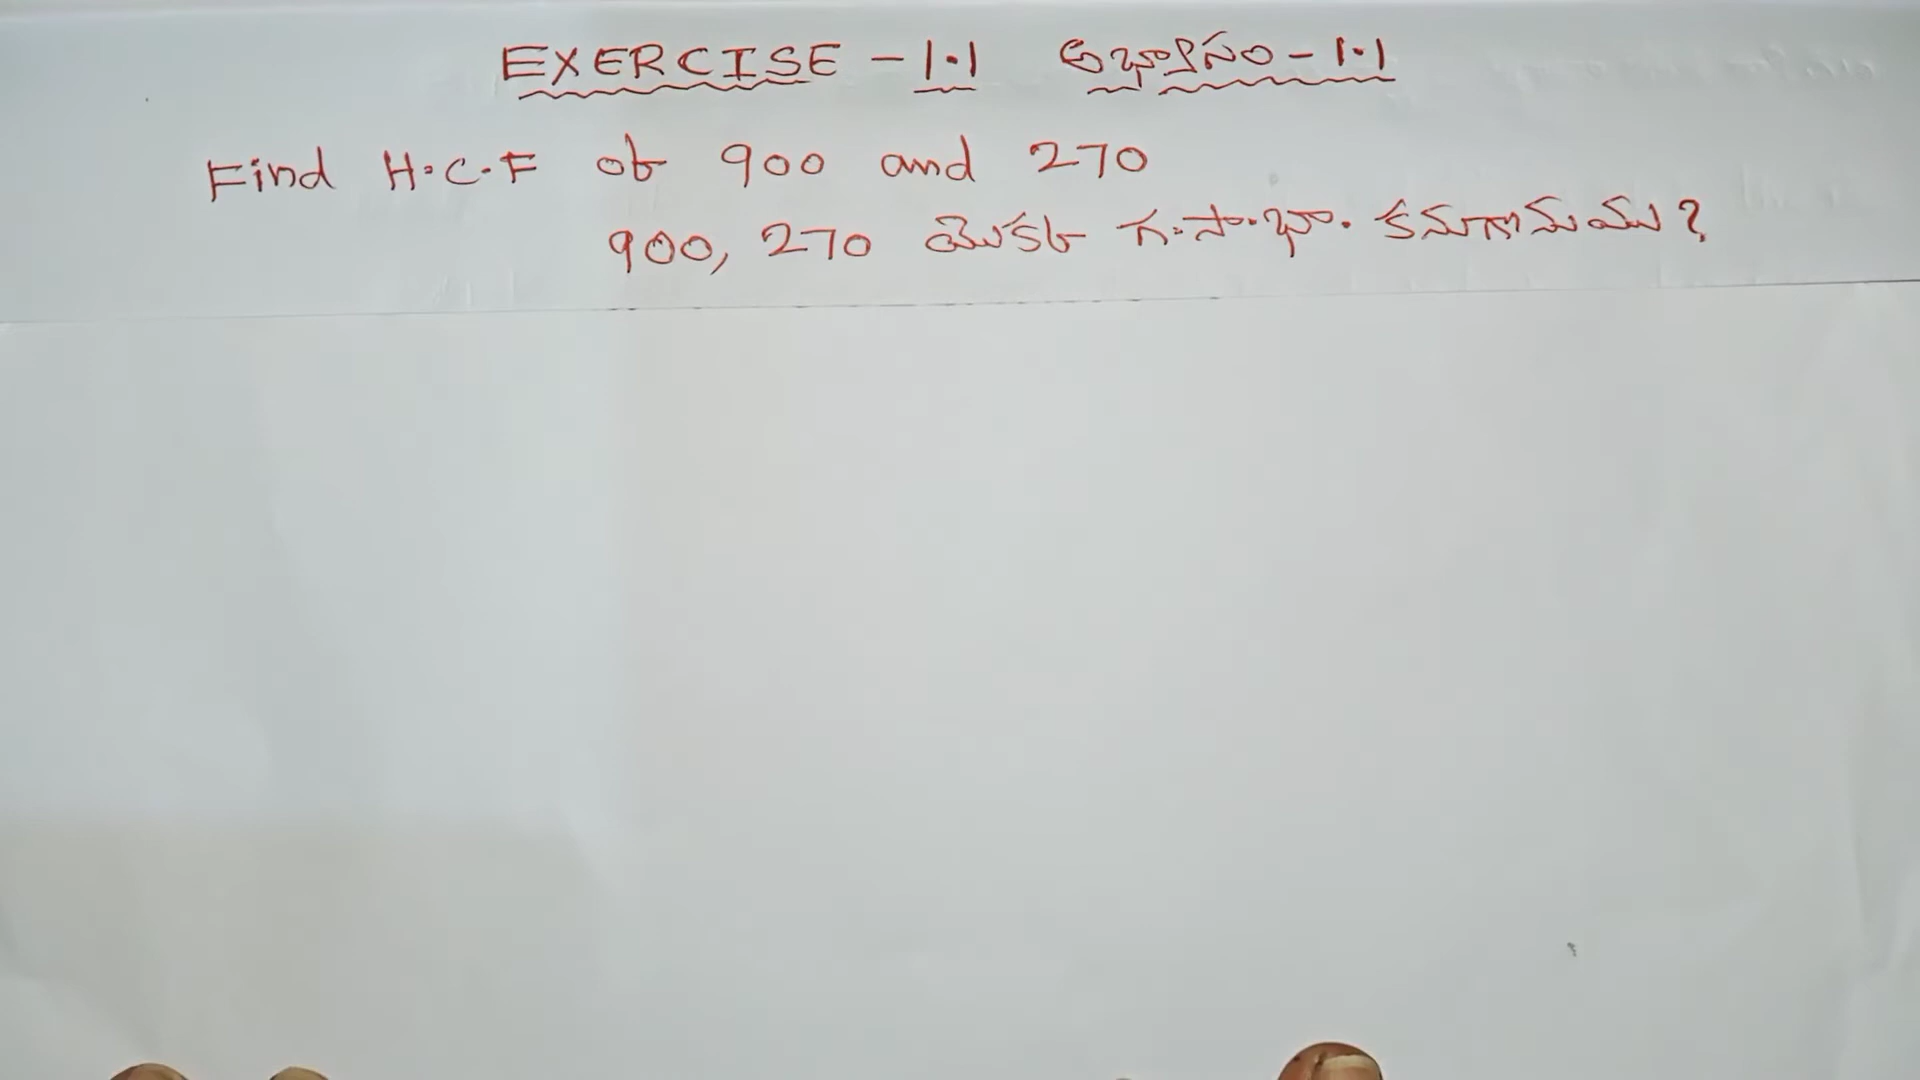 EXERCISE - 1.1 అభ్యాసం - 1.1
Find H.C.F of 900 and 270
900, 270 యొక్క గ.సా.భా. కనుగొనుము?